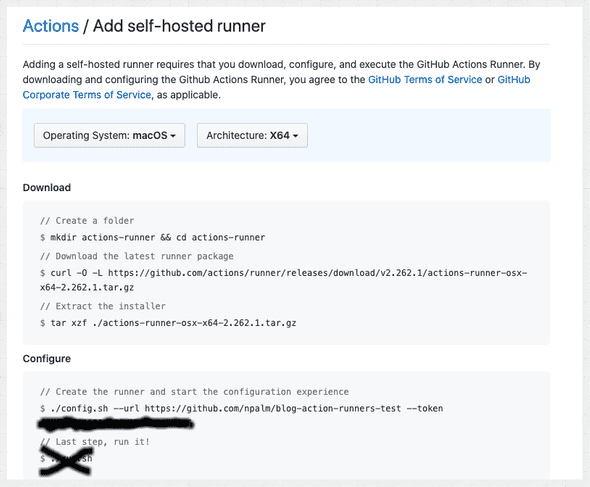 Actions / Add self-hosted runner
Adding a self-hosted runner requires that you download, configure, and execute the GitHub Actions Runner. By
downloading and configuring the Github Actions Runner, you agree to the GitHub Terms of Service or GitHub
Corporate Terms of Service, as applicable.
Operating System: macOS
Architecture: X64
Download
// Create a folder
$ mkdir actions-runner && cd actions-runner
// Download the latest runner package
$ curl -O -L https://github.com/actions/runner/releases/download/v2.262.1/actions-runner-osx-
x64-2.262.1.tar.gz
// Extract the installer
$ tar xzf ./actions-runner-osx-x64-2.262.1.tar.gz
Configure
// Create the runner and start the configuration experience
$ ./config.sh --url https://github.com/npalm/blog-action-runners-test --token
// Last step, run it!
$